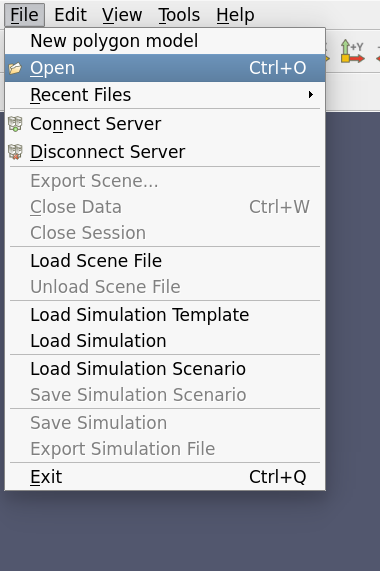 File Edit View Tools Help
New polygon model
Open Ctrl+O
Recent Files
Connect Server
Disconnect Server
Export Scene...
Close Data Ctrl+W
Close Session
Load Scene File
Unload Scene File
Load Simulation Template
Load Simulation
Load Simulation Scenario
Save Simulation Scenario
Save Simulation
Export Simulation File
Exit Ctrl+Q
+Y